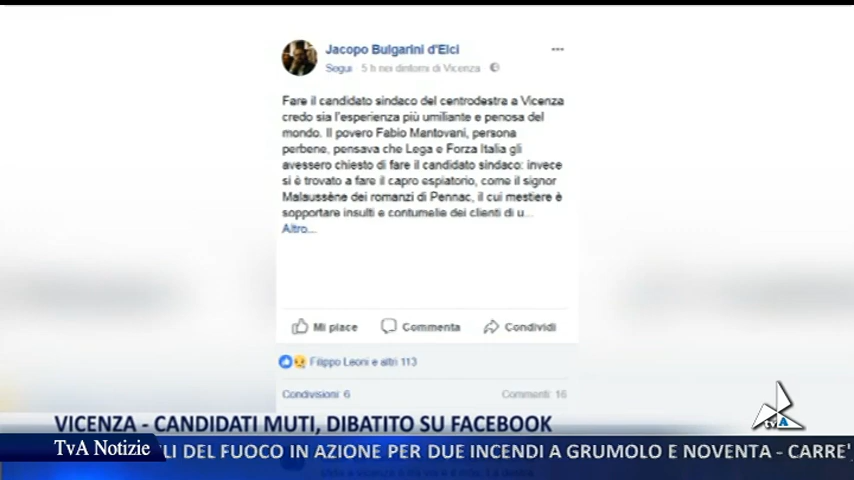 Jacopo Bulgarini d'Elci
Segui · 5 h nei dintorni di Vicenza
Fare il candidato sindaco del centrodestra a Vicenza
credo sia l'esperienza più umiliante e penosa del
mondo. Il povero Fabio Mantovani, persona
perbene, pensava che Lega e Forza Italia gli
avessero chiesto di fare il candidato sindaco: invece
si è trovato a fare il capro espiatorio, come il signor
Malaussène dei romanzi di Pennac, il cui mestiere è
sopportare insulti e contumelie dei clienti di u...
Altro...
Mi piace Commenta Condividi
Filippo Leoni e altri 113
Condivisioni: 6 Commenti: 16
VICENZA - CANDIDATI MUTI, DIBATITO SU FACEBOOK
TvA
TvA Notizie LI DEL FUOCO IN AZIONE PER DUE INCENDI A GRUMOLO E NOVENTA - CARRE'